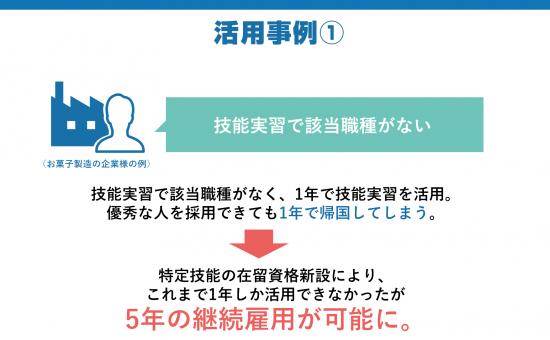 活用事例①
技能実習で該当職種がない
（お菓子製造の企業様の例）
技能実習で該当職種がなく、1年で技能実習を活用。
優秀な人を採用できても1年で帰国してしまう。
特定技能の在留資格新設により、
これまで1年しか活用できなかったが
5年の継続雇用が可能に。